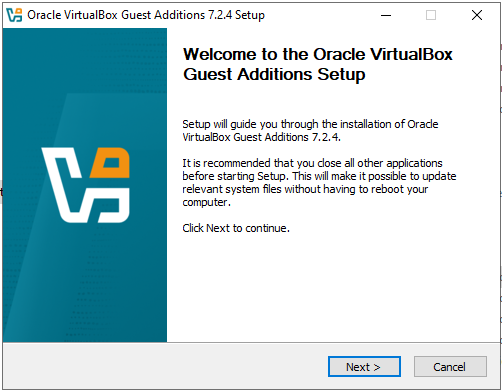 Oracle VirtualBox Guest Additions 7.2.4 Setup
Welcome to the Oracle VirtualBox
Guest Additions Setup
Setup will guide you through the installation of Oracle
VirtualBox Guest Additions 7.2.4.
It is recommended that you close all other applications
before starting Setup. This will make it possible to update
relevant system files without having to reboot your
computer.
Click Next to continue.
Next >
Cancel